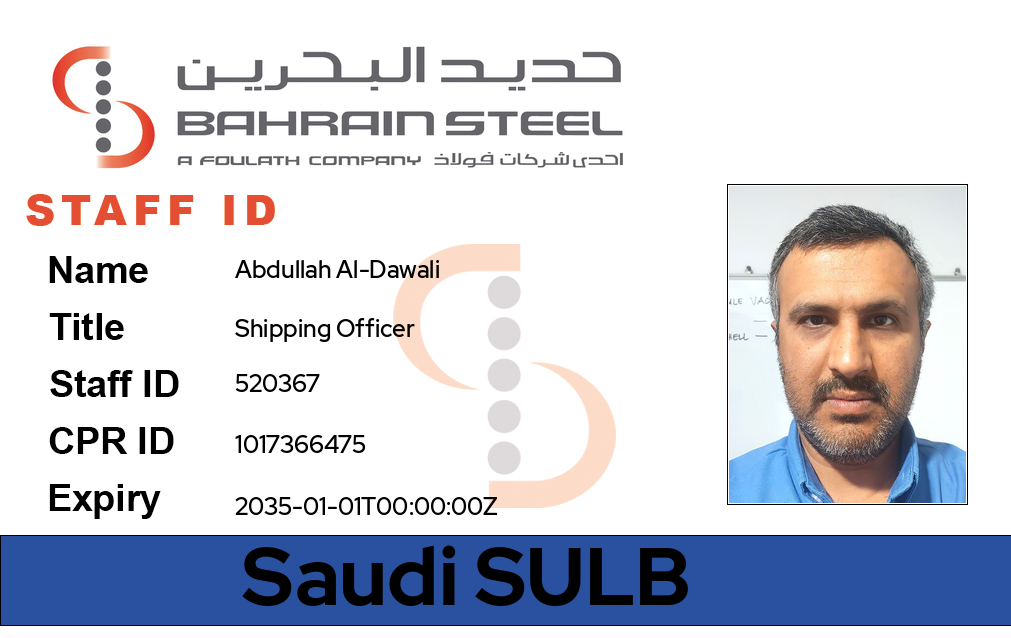 حديد البحرين
BAHRAIN STEEL
A FOULATH COMPANY احدى شركات فولاذ
STAFF ID
Name Abdullah Al-Dawali
Title Shipping Officer
Staff ID 520367
CPR ID 1017366475
Expiry 2035-01-01T00:00:00Z
Saudi SULB